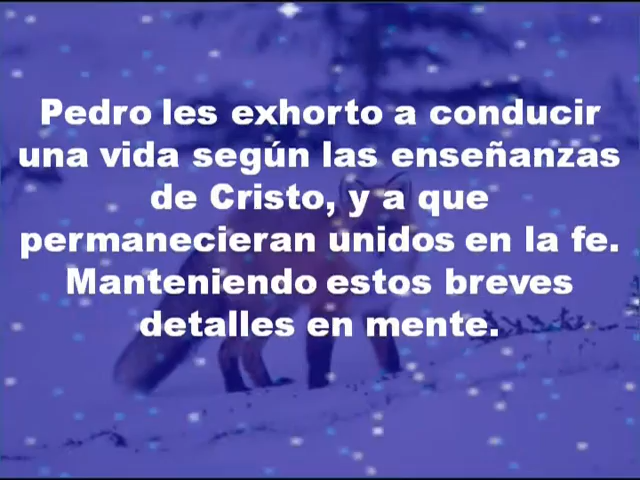 Pedro les exhorto a conducir
una vida según las enseñanzas
de Cristo, y a que
permanecieran unidos en la fe.
Manteniendo estos breves
detalles en mente.